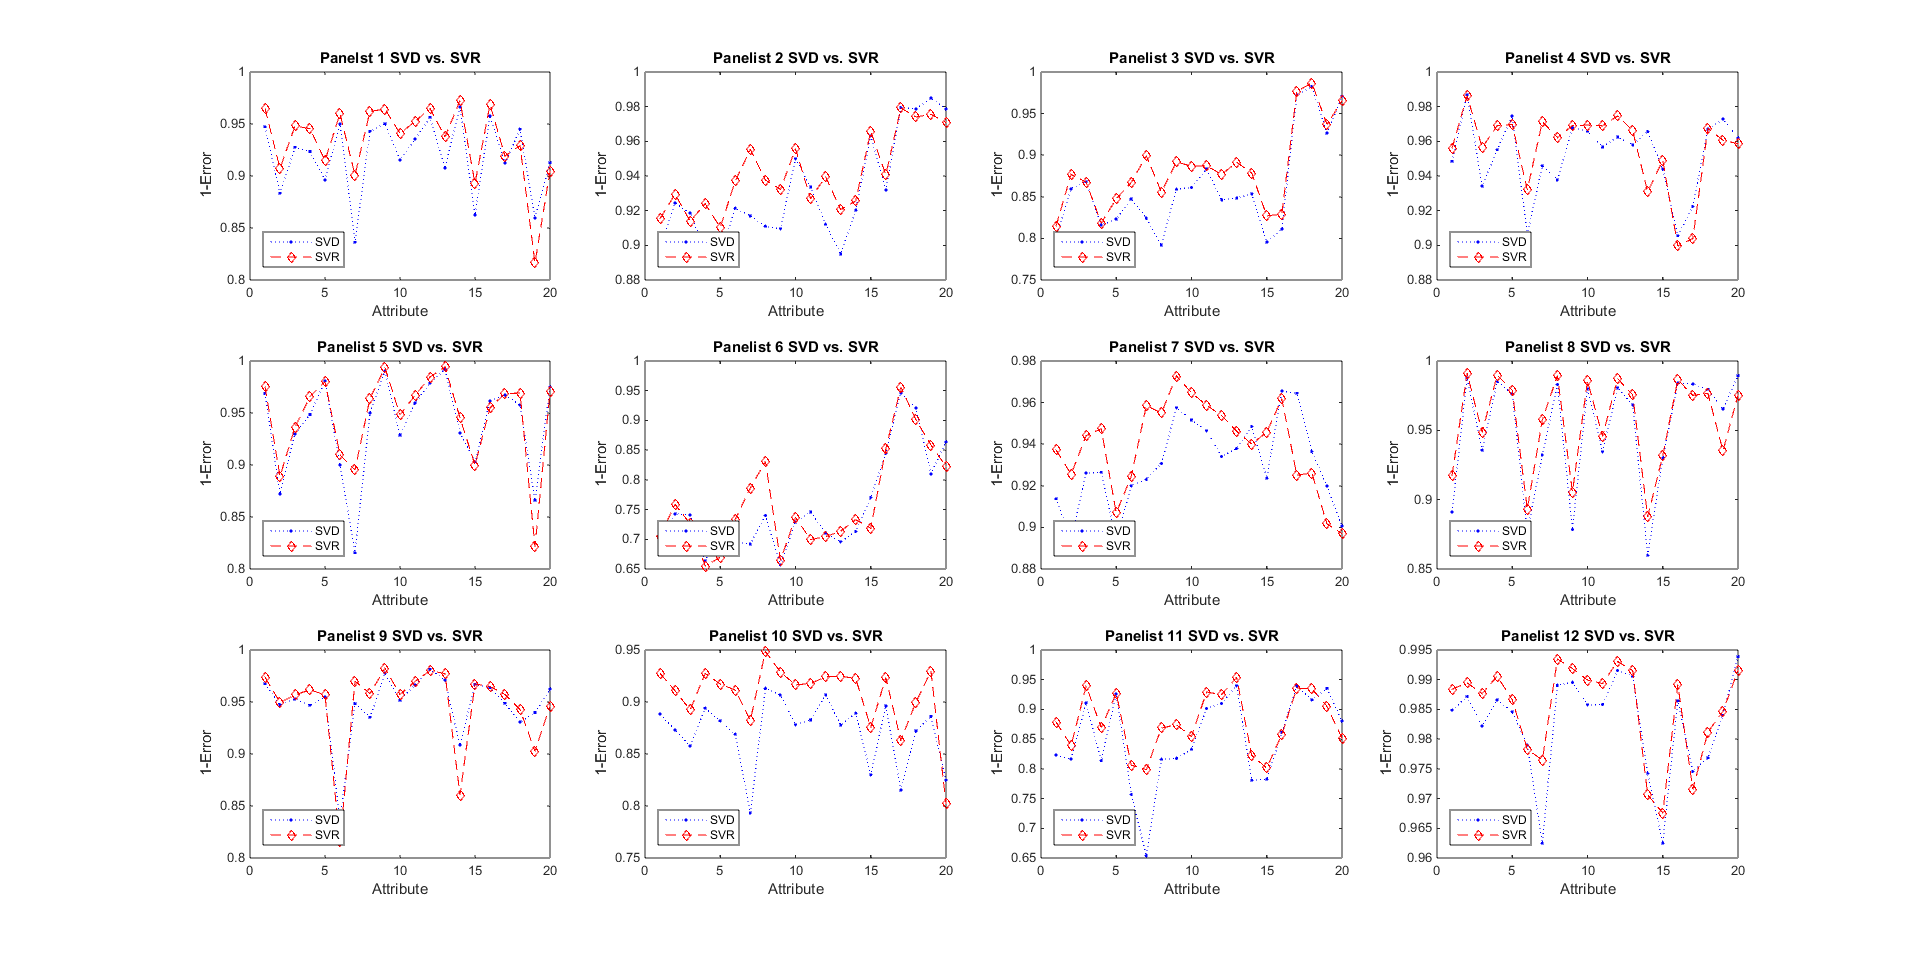 Panelst 1 SVD vs. SVR
1
0.95
0.9
0.85
0.8
1-Error
SVD
SVR
0 5 10 15 20
Attribute
Panelist 2 SVD vs. SVR
1
0.98
0.96
0.94
0.92
0.9
0.88
1-Error
SVD
SVR
0 5 10 15 20
Attribute
Panelist 3 SVD vs. SVR
1
0.95
0.9
0.85
0.8
0.75
1-Error
SVD
SVR
0 5 10 15 20
Attribute
Panelist 4 SVD vs. SVR
1
0.98
0.96
0.94
0.92
0.9
0.88
1-Error
SVD
SVR
0 5 10 15 20
Attribute
Panelist 5 SVD vs. SVR
1
0.95
0.9
0.85
0.8
1-Error
SVD
SVR
0 5 10 15 20
Attribute
Panelist 6 SVD vs. SVR
1
0.95
0.9
0.85
0.8
0.75
0.7
0.65
1-Error
SVD
SVR
0 5 10 15 20
Attribute
Panelist 7 SVD vs. SVR
0.98
0.96
0.94
0.92
0.9
0.88
1-Error
SVD
SVR
0 5 10 15 20
Attribute
Panelist 8 SVD vs. SVR
1
0.95
0.9
0.85
1-Error
SVD
SVR
0 5 10 15 20
Attribute
Panelist 9 SVD vs. SVR
1
0.95
0.9
0.85
0.8
1-Error
SVD
SVR
0 5 10 15 20
Attribute
Panelist 10 SVD vs. SVR
0.95
0.9
0.85
0.8
0.75
1-Error
SVD
SVR
0 5 10 15 20
Attribute
Panelist 11 SVD vs. SVR
1
0.95
0.9
0.85
0.8
0.75
0.7
0.65
1-Error
SVD
SVR
0 5 10 15 20
Attribute
Panelist 12 SVD vs. SVR
0.995
0.99
0.985
0.98
0.975
0.97
0.965
0.96
1-Error
SVD
SVR
0 5 10 15 20
Attribute